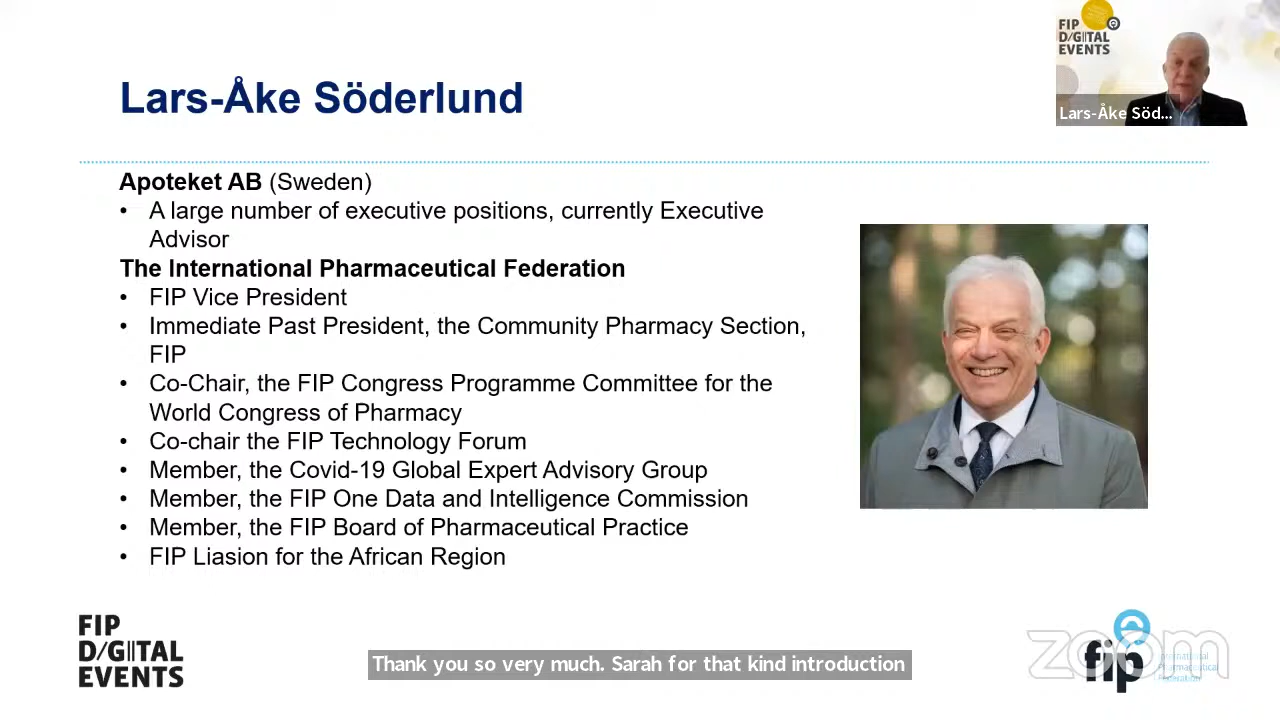 FIP
D/GITAL
EVENTS
Lars-Åke Söd...
Lars-Åke Söderlund
Apoteket AB (Sweden)
• A large number of executive positions, currently Executive
Advisor
The International Pharmaceutical Federation
• FIP Vice President
• Immediate Past President, the Community Pharmacy Section,
FIP
• Co-Chair, the FIP Congress Programme Committee for the
World Congress of Pharmacy
• Co-chair the FIP Technology Forum
• Member, the Covid-19 Global Expert Advisory Group
• Member, the FIP One Data and Intelligence Commission
• Member, the FIP Board of Pharmaceutical Practice
• FIP Liasion for the African Region
FIP
D/GITAL
EVENTS
Thank you so very much. Sarah for that kind introduction
zoom
fip
International
Pharmaceutical
Federation